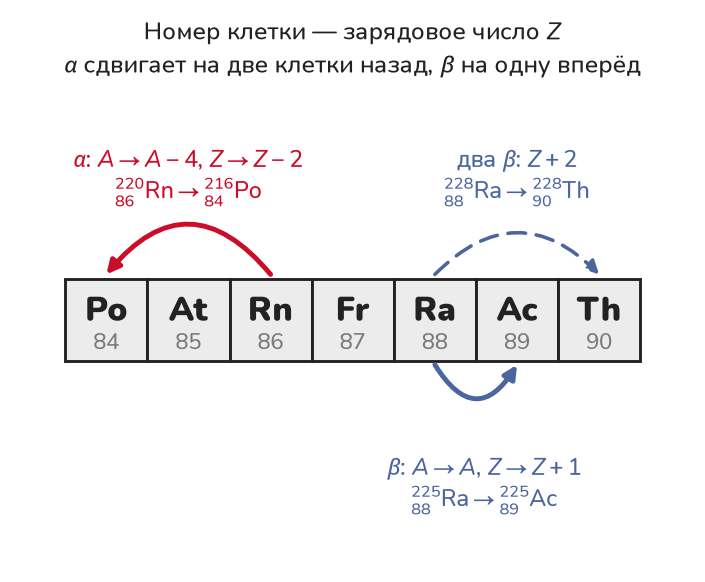 Номер клетки — зарядовое число Z
α сдвигает на две клетки назад, β на одну вперёд
α: A → A − 4, Z → Z − 2
²²⁰₈₆Rn → ²¹⁶₈₄Po
два β: Z + 2
²²⁸₈₈Ra → ²²⁸₉₀Th
Po At Rn Fr Ra Ac Th
84 85 86 87 88 89 90
β: A → A, Z → Z + 1
²²⁵₈₈Ra → ²²⁵₈₉Ac